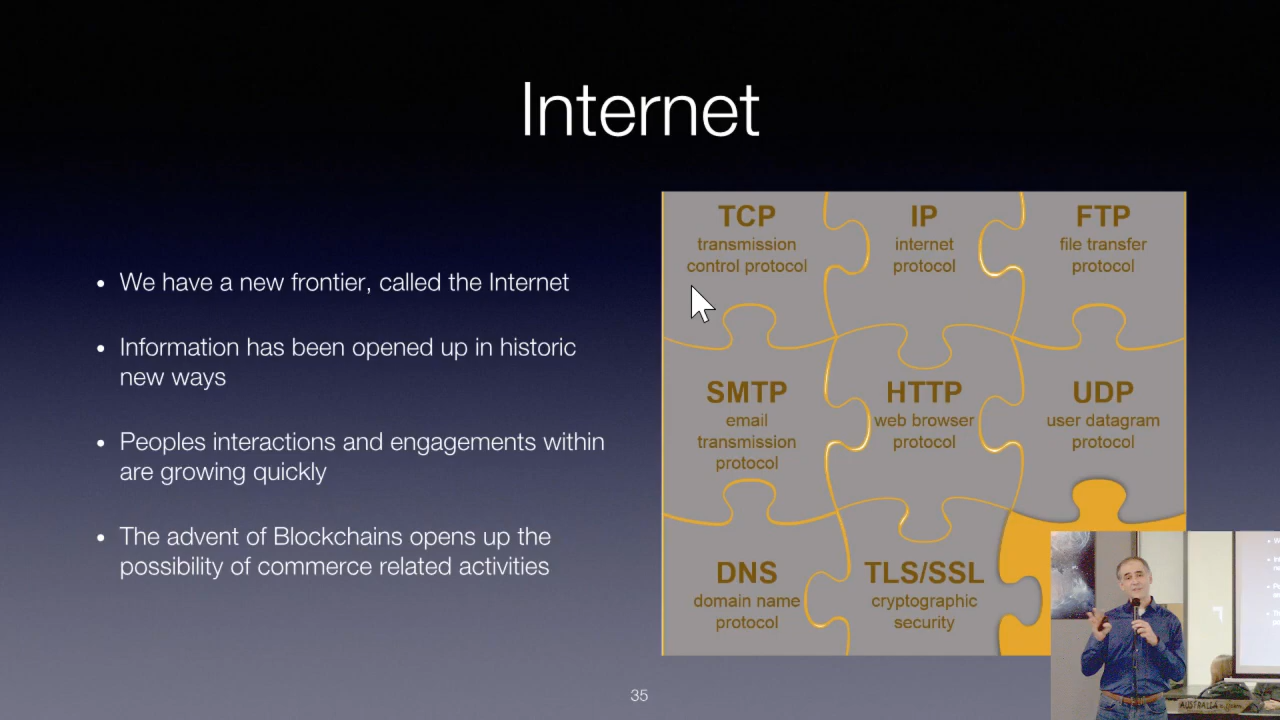 Internet
We have a new frontier, called the Internet
Information has been opened up in historic
new ways
Peoples interactions and engagements within
are growing quickly
The advent of Blockchains opens up the
possibility of commerce related activities
TCP
transmission
control protocol
IP
internet
protocol
FTP
file transfer
protocol
SMTP
email
transmission
protocol
HTTP
web browser
protocol
UDP
user datagram
protocol
DNS
domain name
protocol
TLS/SSL
cryptographic
security
AUSTRALIA
35